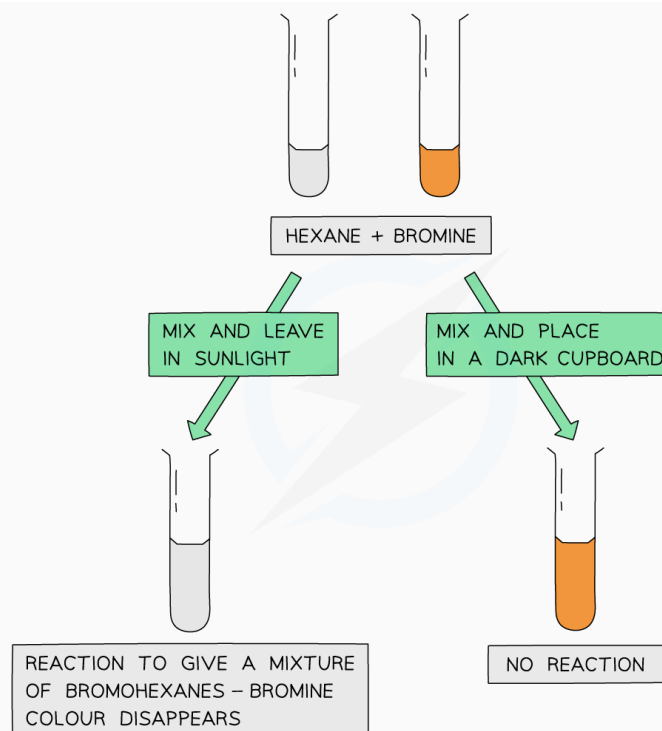 HEXANE + BROMINE
MIX AND LEAVE
IN SUNLIGHT
MIX AND PLACE
IN A DARK CUPBOARD
REACTION TO GIVE A MIXTURE
OF BROMOHEXANES – BROMINE
COLOUR DISAPPEARS
NO REACTION